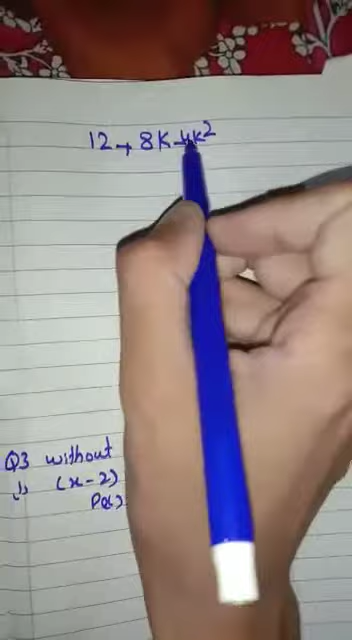 12 + 8K - 4K²
Q3 without
(x-2)
P(x)